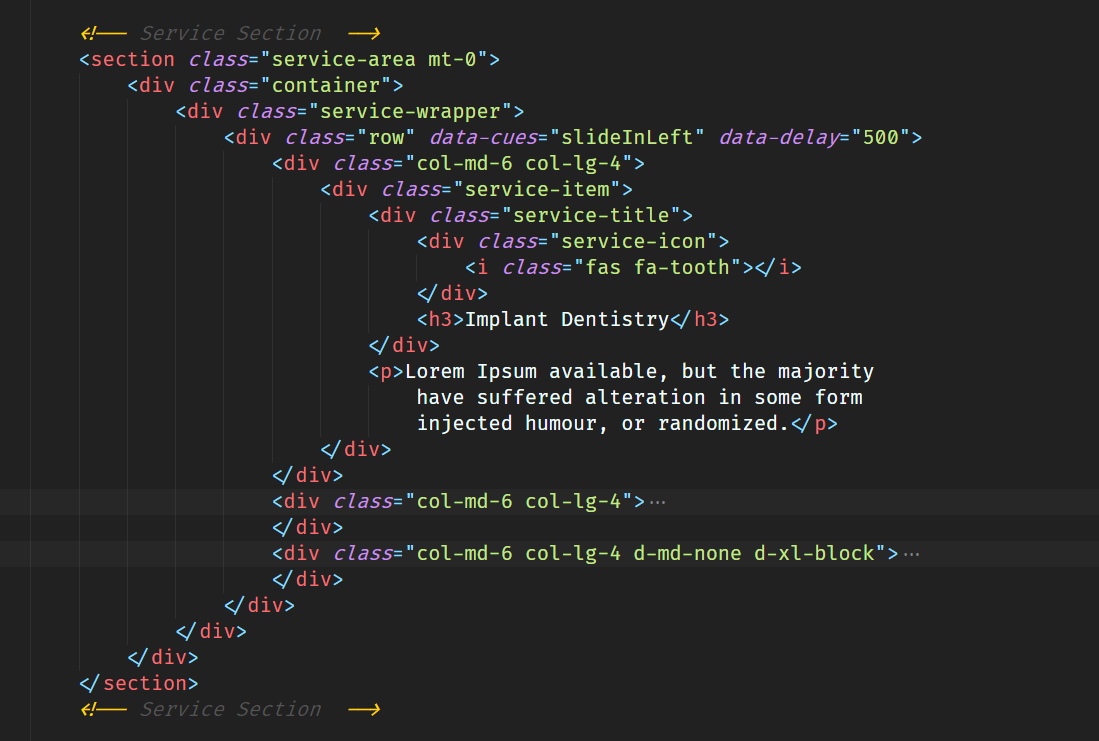 <!-- Service Section -->
<section class="service-area mt-0">
<div class="container">
<div class="service-wrapper">
<div class="row" data-cues="slideInLeft" data-delay="500">
<div class="col-md-6 col-lg-4">
<div class="service-item">
<div class="service-title">
<div class="service-icon">
<i class="fas fa-tooth"></i>
</div>
<h3>Implant Dentistry</h3>
</div>
<p>Lorem Ipsum available, but the majority
have suffered alteration in some form
injected humour, or randomized.</p>
</div>
</div>
<div class="col-md-6 col-lg-4">···
</div>
<div class="col-md-6 col-lg-4 d-md-none d-xl-block">···
</div>
</div>
</div>
</div>
</section>
<!-- Service Section -->